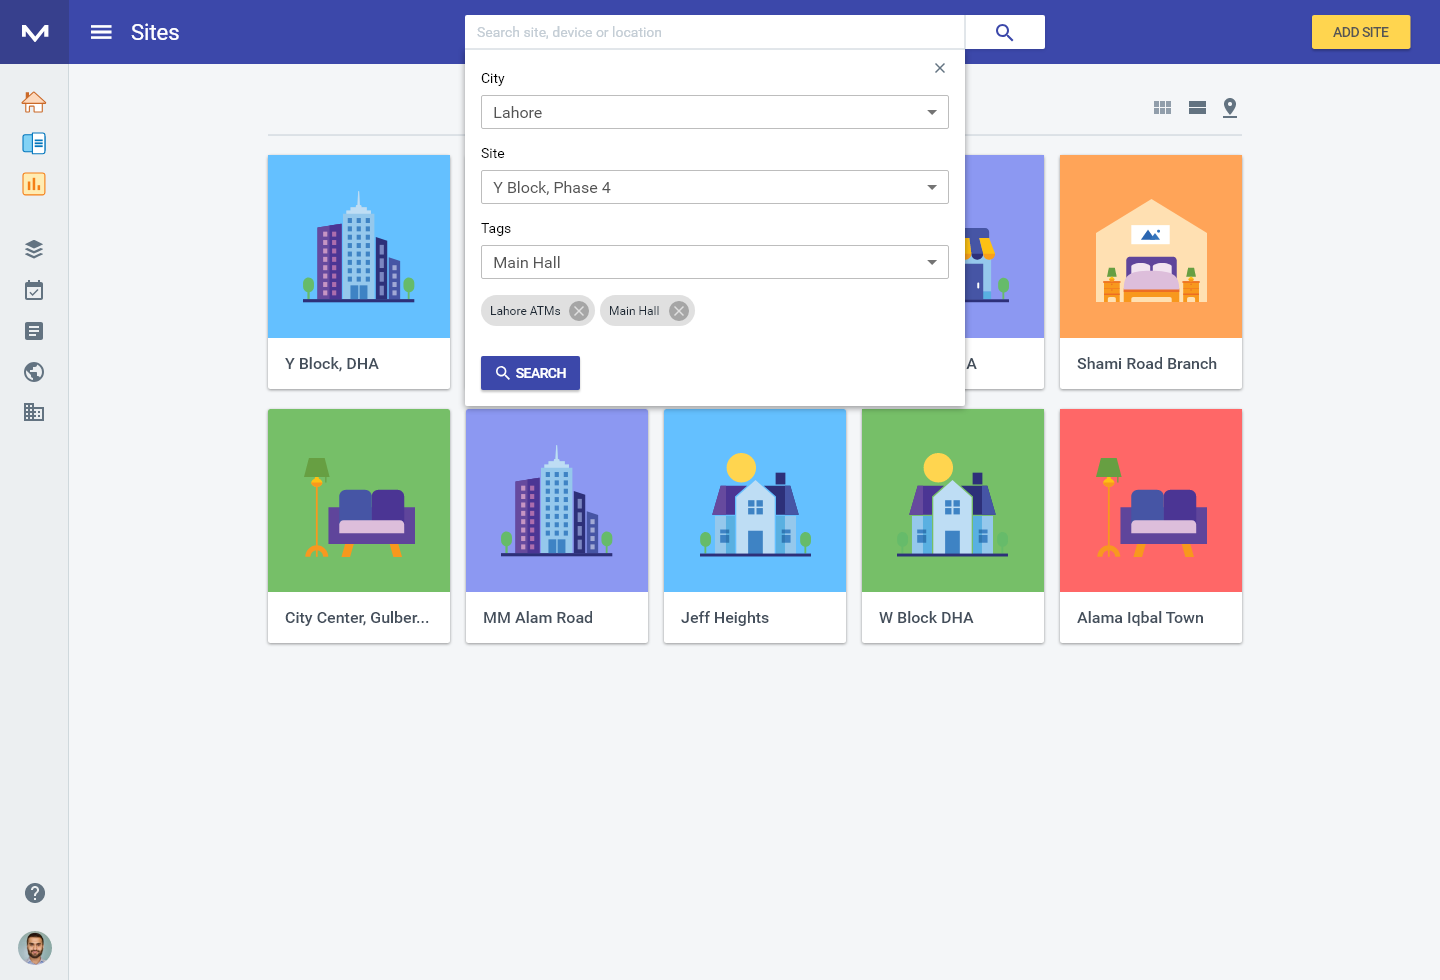 Sites
Search site, device or location
ADD SITE
City
Lahore
Site
Y Block, Phase 4
Tags
Main Hall
Lahore ATMs
Main Hall
SEARCH
Y Block, DHA
A
Shami Road Branch
City Center, Gulber...
MM Alam Road
Jeff Heights
W Block DHA
Alama Iqbal Town